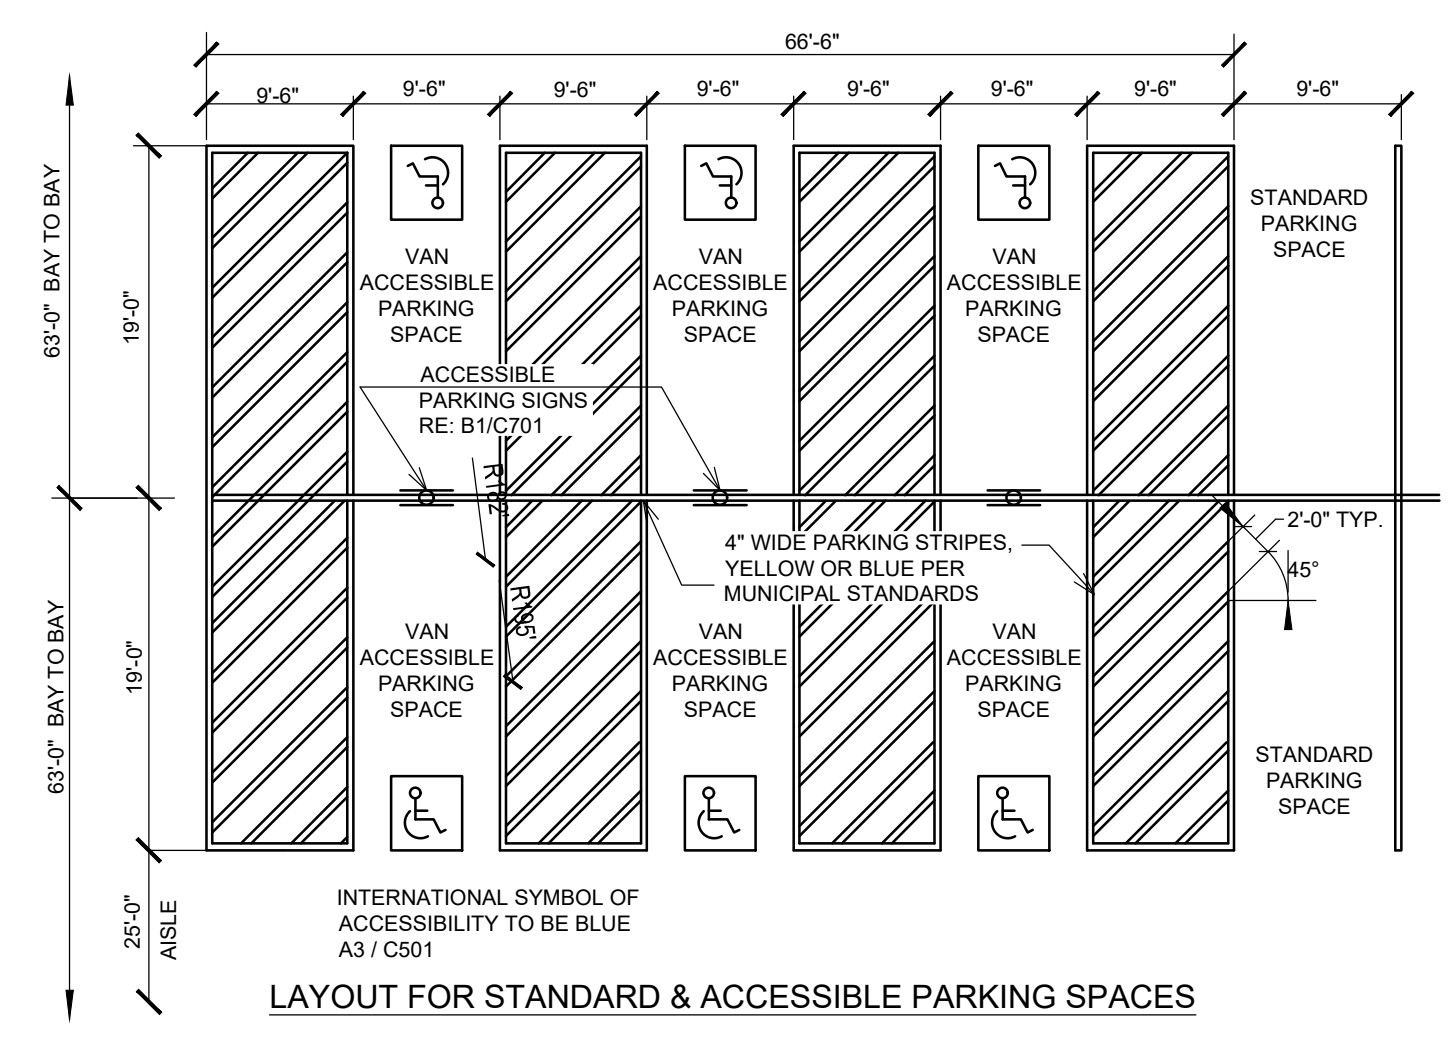 66'-6"
9'-6"
9'-6"
9'-6"
9'-6"
9'-6"
9'-6"
9'-6"
9'-6"
63'-0" BAY TO BAY
19'-0"
STANDARD
PARKING
SPACE
VAN
ACCESSIBLE
PARKING
SPACE
VAN
ACCESSIBLE
PARKING
SPACE
VAN
ACCESSIBLE
PARKING
SPACE
ACCESSIBLE
PARKING SIGNS
RE: B1/C701
R182'
R195'
2'-0" TYP.
45°
4" WIDE PARKING STRIPES,
YELLOW OR BLUE PER
MUNICIPAL STANDARDS
63'-0" BAY TO BAY
19'-0"
VAN
ACCESSIBLE
PARKING
SPACE
VAN
ACCESSIBLE
PARKING
SPACE
VAN
ACCESSIBLE
PARKING
SPACE
STANDARD
PARKING
SPACE
25'-0"
AISLE
INTERNATIONAL SYMBOL OF
ACCESSIBILITY TO BE BLUE
A3 / C501
LAYOUT FOR STANDARD & ACCESSIBLE PARKING SPACES